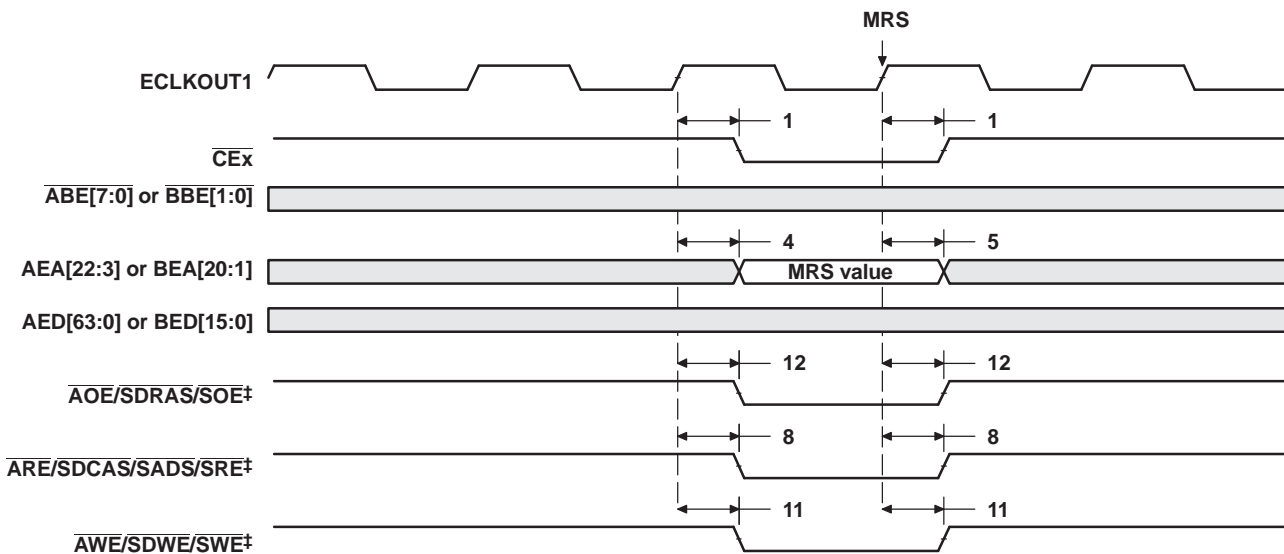 MRS
ECLKOUT1
1 1
CEx
ABE[7:0] or BBE[1:0]
4 5
AEA[22:3] or BEA[20:1] MRS value
AED[63:0] or BED[15:0]
12 12
AOE/SDRAS/SOE‡
8 8
ARE/SDCAS/SADS/SRE‡
11 11
AWE/SDWE/SWE‡